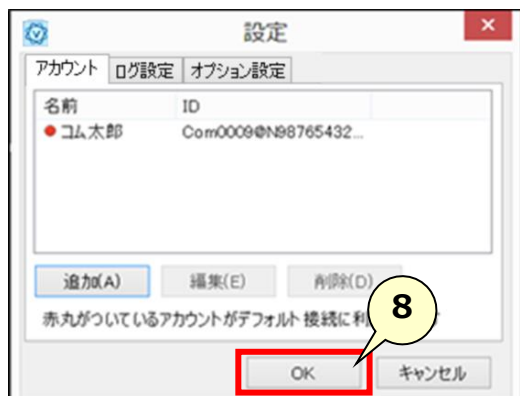 設定
アカウント ログ設定 オプション設定
名前 ID
コム太郎 Com0009@N98765432...
追加(A) 編集(E) 削除(D)
赤丸がついているアカウントがデフォルト接続に利
8
OK キャンセル